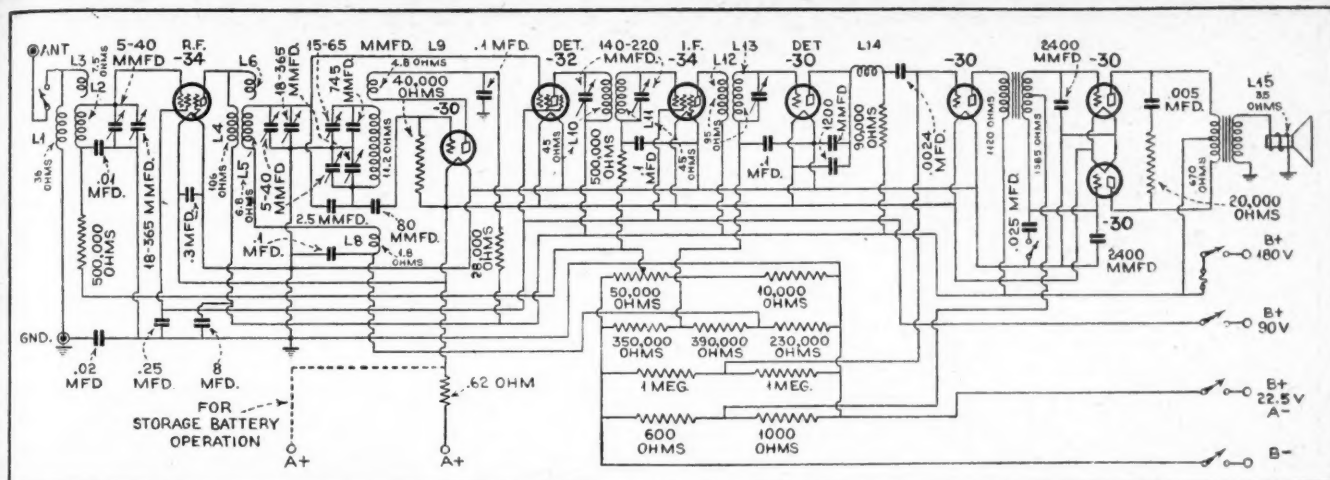 ANT.
L3
7.5 OHMS
L2
L1
36 OHMS
5-40
MMFD
.01
MFD.
18-365 MMFD.
R.F.
-34
.3 MFD.
L6
L4
106 OHMS
6.8 OHMS
L5
18-365
MMFD.
5-40
MMFD
15-65
MMFD.
745
MMFD.
L9
4.8 OHMS
40,000
OHMS
-30
11.2 OHMS
2.5 MMFD.
80
MMFD.
.1
MFD.
L8
1.8
OHMS
28,000
OHMS
.1 MFD.
DET.
-32
45
OHMS
140-220
MMFD.
L10
500,000
OHMS
L11
.1
MFD.
I.F.
-34
45
OHMS
L12
95
OHMS
L13
.1
MFD.
DET
-30
1200
MMFD.
L14
90,000
OHMS
.0024
MFD.
-30
1120 OHMS
1585 OHMS
.025 MFD.
2400
MMFD
-30
-30
2400
MMFD
.005
MFD.
20,000
OHMS
670
OHMS
L15
35
OHMS
500,000
OHMS
GND.
.02
MFD
.25
MFD.
8
MFD.
FOR
STORAGE BATTERY
OPERATION
A+
.62 OHM
A+
50,000
OHMS
10,000
OHMS
350,000
OHMS
390,000
OHMS
230,000
OHMS
1 MEG.
1 MEG.
600
OHMS
1000
OHMS
B+
180 V
B+
90 V
B+
22.5 V
A-
B-